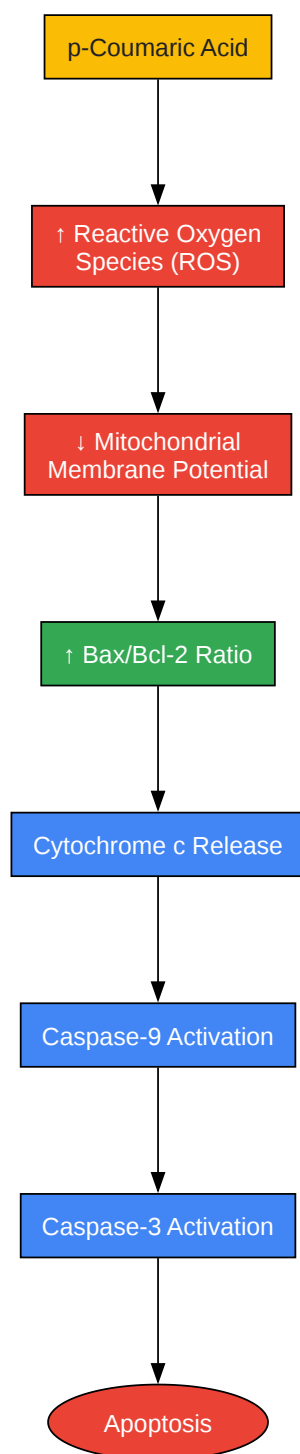 p-Coumaric Acid
↑ Reactive Oxygen
Species (ROS)
↓ Mitochondrial
Membrane Potential
↑ Bax/Bcl-2 Ratio
Cytochrome c Release
Caspase-9 Activation
Caspase-3 Activation
Apoptosis